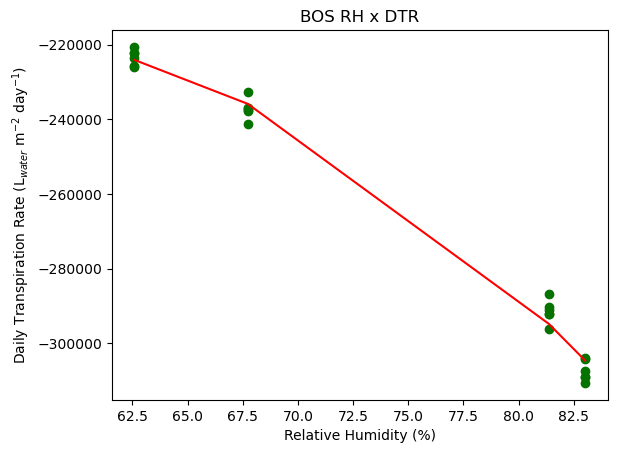 BOS RH x DTR
Daily Transpiration Rate (L_water m⁻² day⁻¹)
−220000
−240000
−260000
−280000
−300000
62.5 65.0 67.5 70.0 72.5 75.0 77.5 80.0 82.5
Relative Humidity (%)